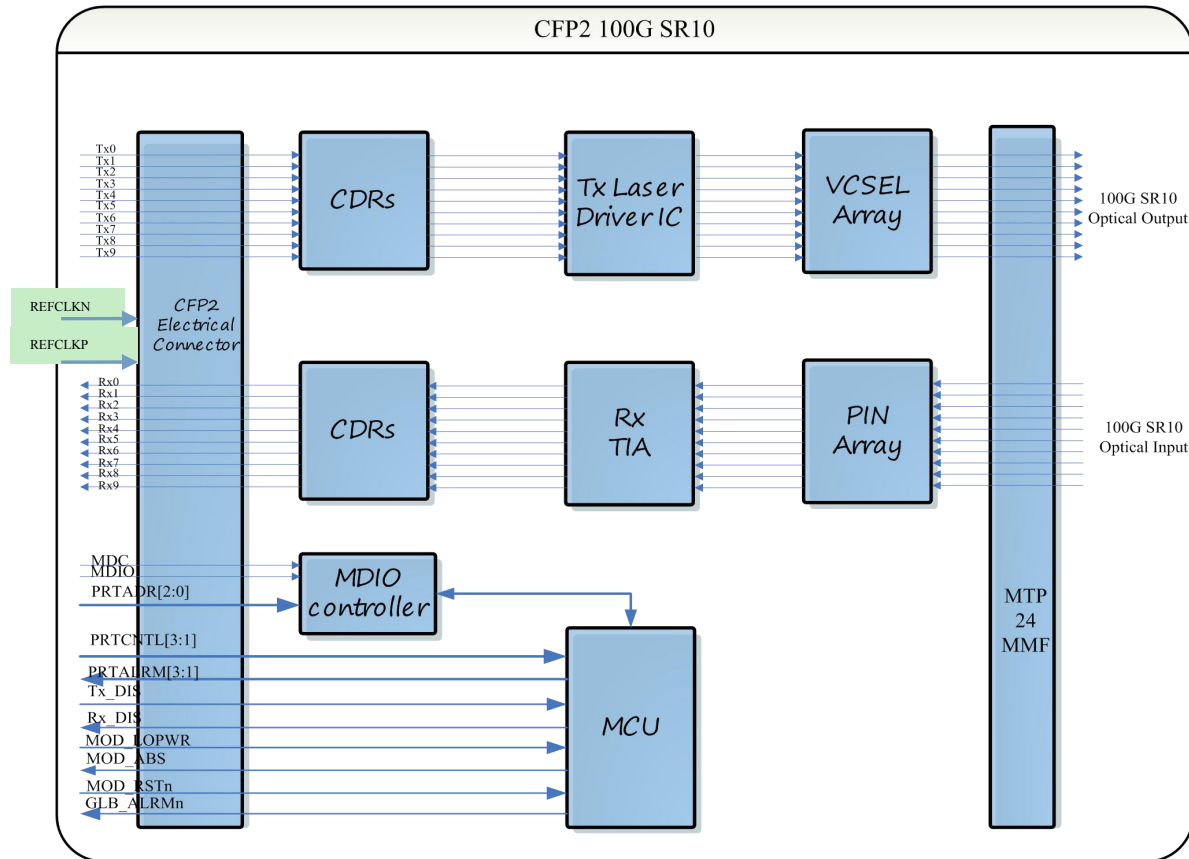 CFP2 100G SR10
Tx0
Tx1
Tx2
Tx3
Tx4
Tx5
Tx6
Tx7
Tx8
Tx9
CDRs
Tx Laser
Driver IC
VCSEL
Array
100G SR10
Optical Output
REFCLKN
REFCLKP
CFP2
Electrical
Connector
Rx0
Rx1
Rx2
Rx3
Rx4
Rx5
Rx6
Rx7
Rx8
Rx9
CDRs
Rx
TIA
PIN
Array
100G SR10
Optical Input
MDC
MDIO
PRTADR[2:0]
MDIO
controller
MTP
24
MMF
PRTCNTL[3:1]
PRTALRM[3:1]
Tx_DIS
Rx_DIS
MOD_LOPWR
MOD_ABS
MOD_RSTn
GLB_ALRMn
MCU